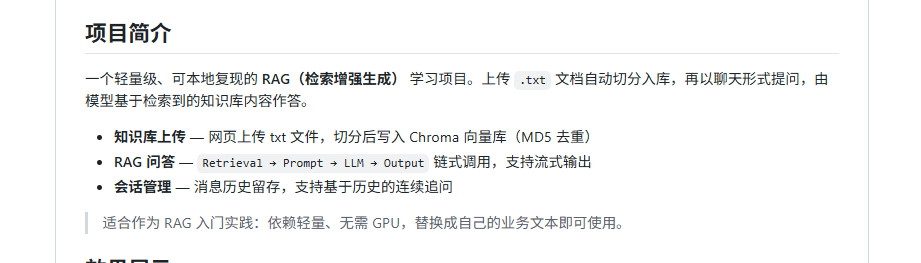 项目简介
一个轻量级、可本地复现的 RAG（检索增强生成） 学习项目。上传 .txt 文档自动切分入库，再以聊天形式提问，由
模型基于检索到的知识库内容作答。
• 知识库上传 — 网页上传 txt 文件，切分后写入 Chroma 向量库（MD5 去重）
• RAG 问答 — Retrieval → Prompt → LLM → Output 链式调用，支持流式输出
• 会话管理 — 消息历史留存，支持基于历史的连续追问
适合作为 RAG 入门实践：依赖轻量、无需 GPU，替换成自己的业务文本即可使用。